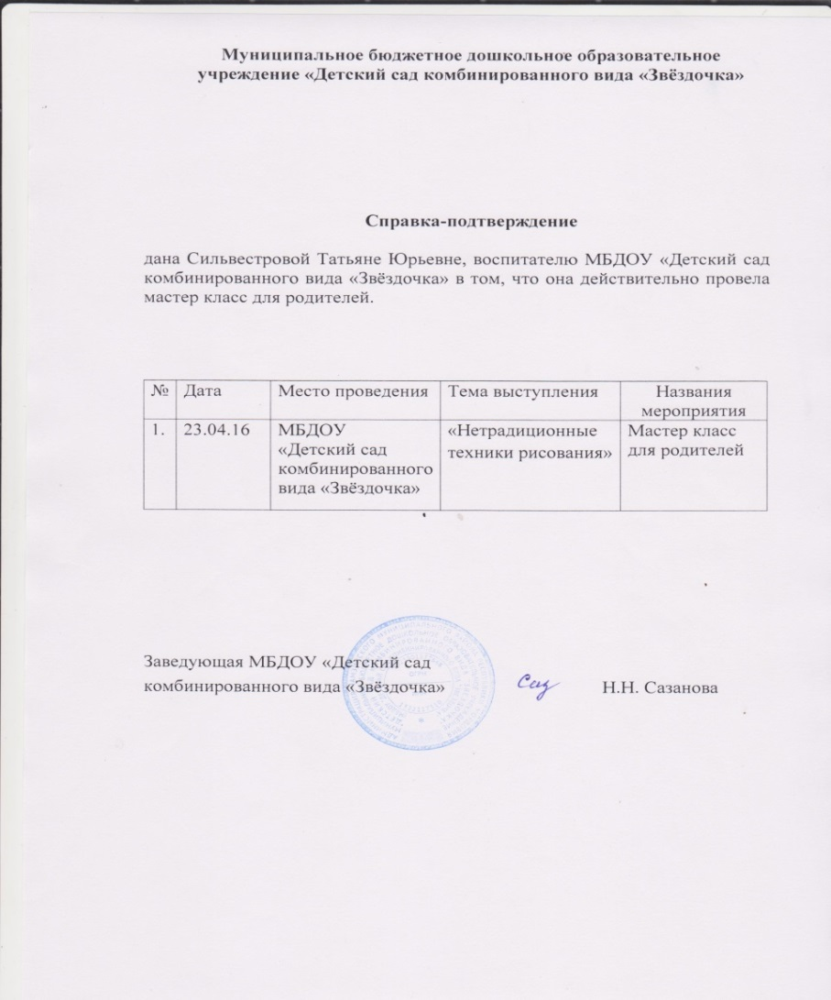 Муниципальное бюджетное дошкольное образовательное
учреждение «Детский сад комбинированного вида «Звёздочка»
Справка-подтверждение
дана Сильвестровой Татьяне Юрьевне, воспитателю МБДОУ «Детский сад
комбинированного вида «Звёздочка» в том, что она действительно провела
мастер класс для родителей.
№ Дата Место проведения Тема выступления Названия
мероприятия
1. 23.04.16 МБДОУ «Нетрадиционные Мастер класс
«Детский сад техники рисования» для родителей
комбинированного
вида «Звёздочка»
Заведующая МБДОУ «Детский сад
комбинированного вида «Звёздочка» Саз Н.Н. Сазанова